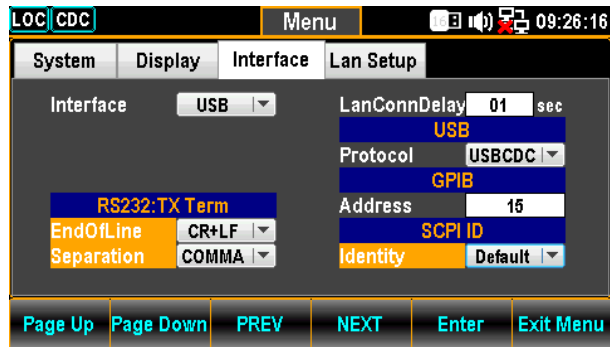 LOC CDC Menu 09:26:16
System Display Interface Lan Setup
Interface USB
LanConnDelay 01 sec
USB
Protocol USBCDC
GPIB
RS232:TX Term
Address 15
EndOfLine CR+LF
SCPI ID
Separation COMMA
Identity Default
Page Up Page Down PREV NEXT Enter Exit Menu